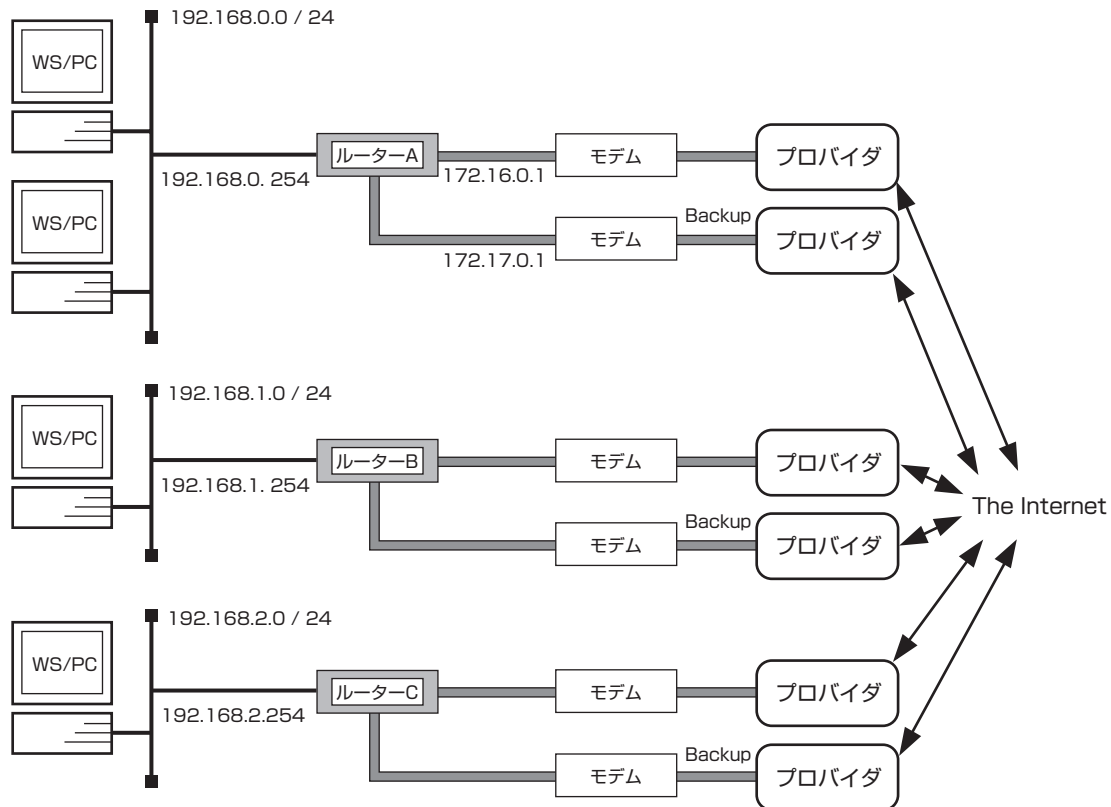 192.168.0.0 / 24
WS/PC
ルーターA
モデム
プロバイダ
192.168.0. 254
172.16.0.1
WS/PC
Backup
モデム
プロバイダ
172.17.0.1
192.168.1.0 / 24
WS/PC
ルーターB
モデム
プロバイダ
192.168.1. 254
The Internet
Backup
モデム
プロバイダ
192.168.2.0 / 24
WS/PC
ルーターC
モデム
プロバイダ
192.168.2.254
Backup
モデム
プロバイダ